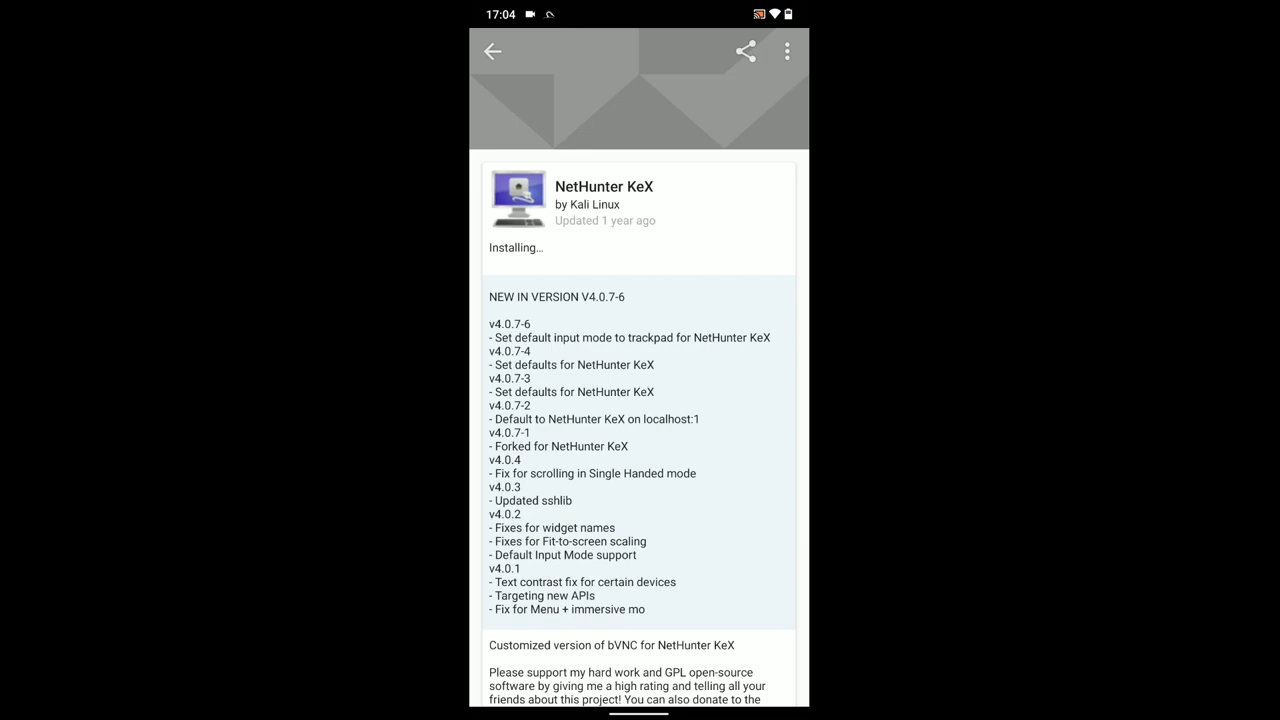 17:04
NetHunter KeX
by Kali Linux
Updated 1 year ago
Installing…
NEW IN VERSION V4.0.7-6
v4.0.7-6
- Set default input mode to trackpad for NetHunter KeX
v4.0.7-4
- Set defaults for NetHunter KeX
v4.0.7-3
- Set defaults for NetHunter KeX
v4.0.7-2
- Default to NetHunter KeX on localhost:1
v4.0.7-1
- Forked for NetHunter KeX
v4.0.4
- Fix for scrolling in Single Handed mode
v4.0.3
- Updated sshlib
v4.0.2
- Fixes for widget names
- Fixes for Fit-to-screen scaling
- Default Input Mode support
v4.0.1
- Text contrast fix for certain devices
- Targeting new APIs
- Fix for Menu + immersive mo
Customized version of bVNC for NetHunter KeX
Please support my hard work and GPL open-source
software by giving me a high rating and telling all your
friends about this project! You can also donate to the